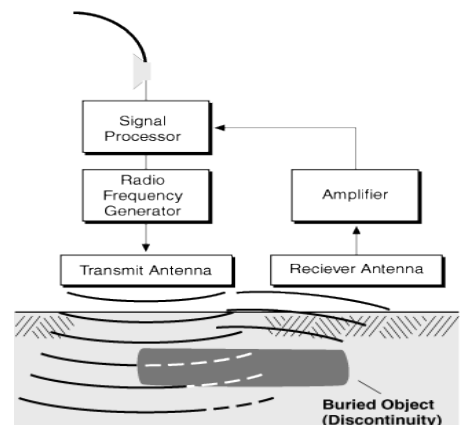 Signal
Processor
Radio
Frequency
Generator
Amplifier
Transmit Antenna
Reciever Antenna
Buried Object
(Discontinuity)